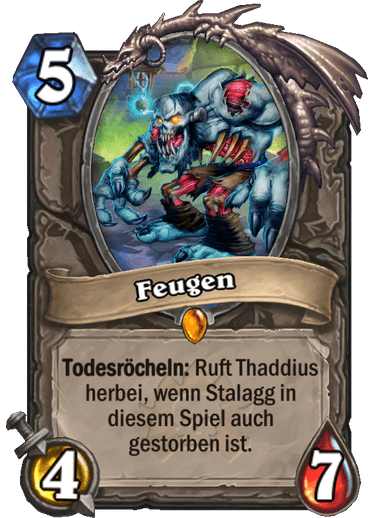 5
Feugen
Todesröcheln: Ruft Thaddius
herbei, wenn Stalagg in
diesem Spiel auch
gestorben ist.
4
7